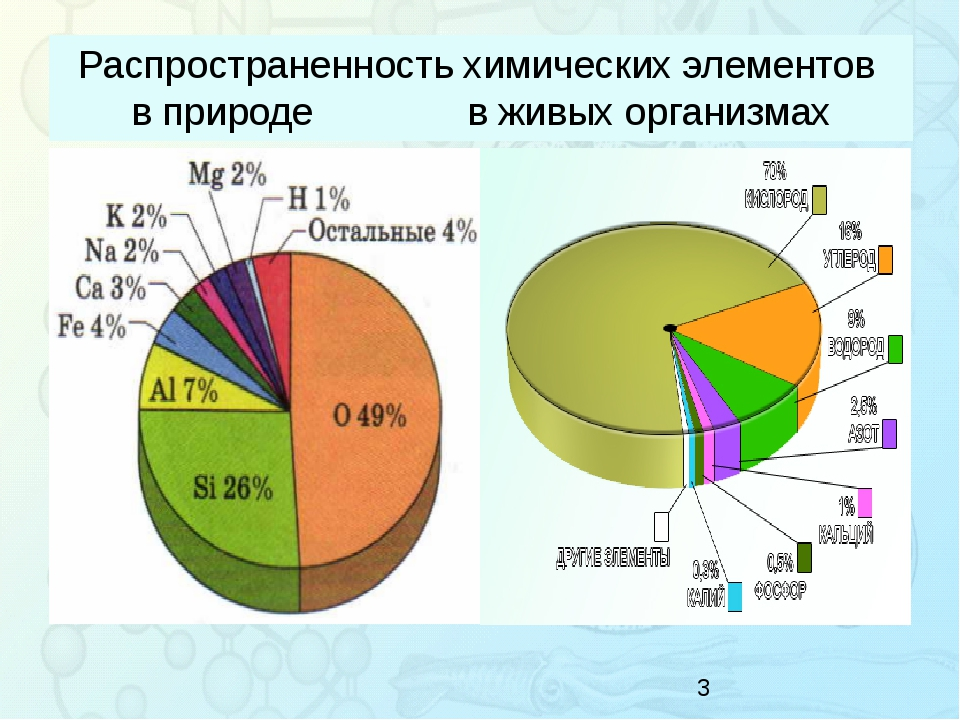 Распространенность химических элементов
в природе в живых организмах
Mg 2%
H 1%
K 2%
Остальные 4%
Na 2%
Ca 3%
Fe 4%
Al 7%
O 49%
Si 26%
70%
КИСЛОРОД
18%
УГЛЕРОД
9%
ВОДОРОД
2,5%
АЗОТ
1%
КАЛЬЦИЙ
0,5%
ФОСФОР
0,3%
КАЛИЙ
ДРУГИЕ ЭЛЕМЕНТЫ
3